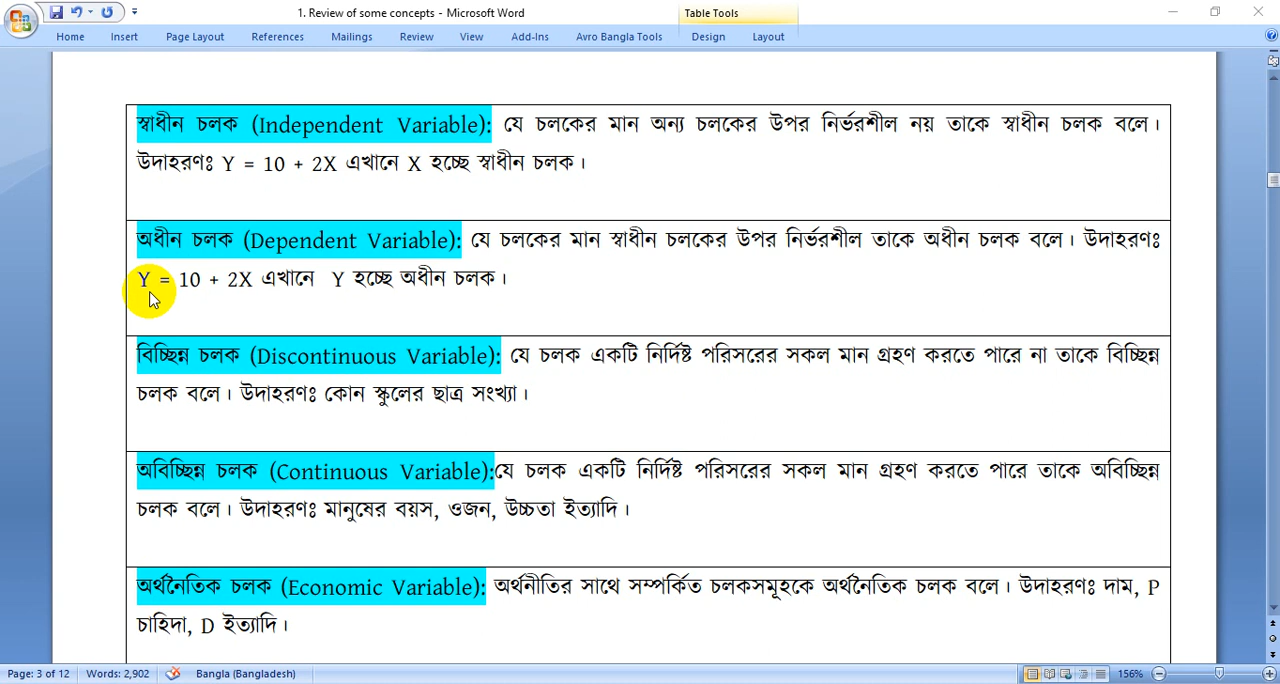 1. Review of some concepts - Microsoft Word
Table Tools
Home Insert Page Layout References Mailings Review View Add-Ins Avro Bangla Tools Design Layout
স্বাধীন চলক (Independent Variable): যে চলকের মান অন্য চলকের উপর নির্ভরশীল নয় তাকে স্বাধীন চলক বলে।
উদাহরণঃ Y = 10 + 2X এখানে X হচ্ছে স্বাধীন চলক।
অধীন চলক (Dependent Variable): যে চলকের মান স্বাধীন চলকের উপর নির্ভরশীল তাকে অধীন চলক বলে। উদাহরণঃ
Y = 10 + 2X এখানে Y হচ্ছে অধীন চলক।
বিচ্ছিন্ন চলক (Discontinuous Variable): যে চলক একটি নির্দিষ্ট পরিসরের সকল মান গ্রহণ করতে পারে না তাকে বিচ্ছিন্ন
চলক বলে। উদাহরণঃ কোন স্কুলের ছাত্র সংখ্যা।
অবিচ্ছিন্ন চলক (Continuous Variable):যে চলক একটি নির্দিষ্ট পরিসরের সকল মান গ্রহণ করতে পারে তাকে অবিচ্ছিন্ন
চলক বলে। উদাহরণঃ মানুষের বয়স, ওজন, উচ্চতা ইত্যাদি।
অর্থনৈতিক চলক (Economic Variable): অর্থনীতির সাথে সম্পর্কিত চলকসমূহকে অর্থনৈতিক চলক বলে। উদাহরণঃ দাম, P
চাহিদা, D ইত্যাদি।
Page: 3 of 12 Words: 2,902 Bangla (Bangladesh) 156%